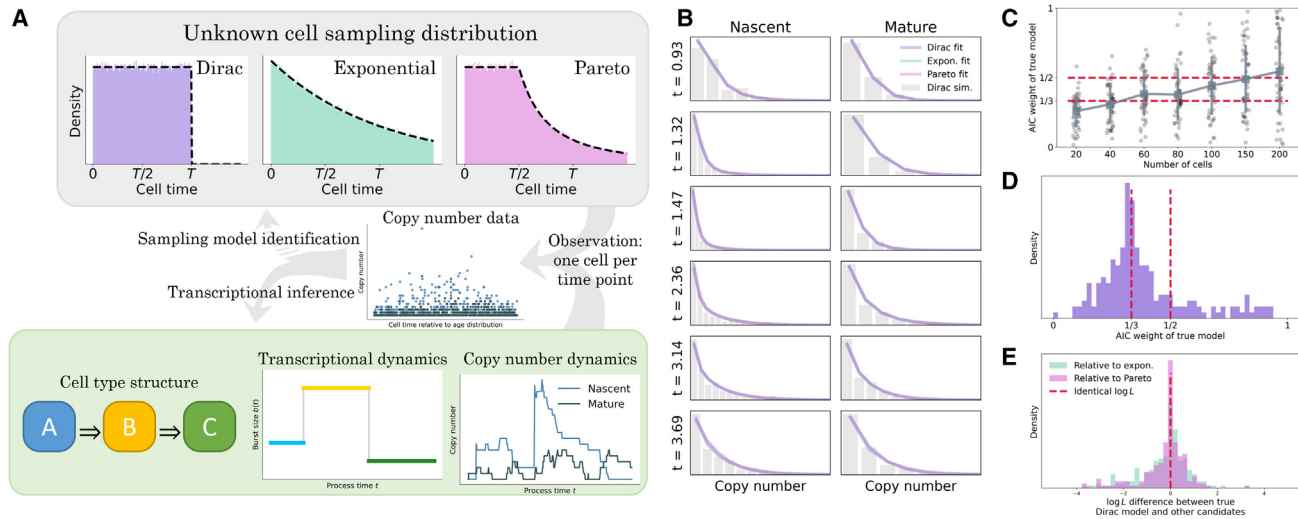 A
Unknown cell sampling distribution
Density
Dirac
0 T/2 T
Cell time
Exponential
0 T/2 T
Cell time
Pareto
0 T/2 T
Cell time
Copy number data
Copy number
Cell time relative to age distribution
Sampling model identification
Transcriptional inference
Observation:
one cell per
time point
Cell type structure
A ⇒ B ⇒ C
Transcriptional dynamics
Burst size b(t)
Process time t
Copy number dynamics
Copy number
Nascent
Mature
Process time t
B
Nascent
Mature
t = 0.93
Dirac fit
Expon. fit
Pareto fit
Dirac sim.
t = 1.32
t = 1.47
t = 2.36
t = 3.14
t = 3.69
Copy number
Copy number
C
AIC weight of true model
1
1/2
1/3
0
20 40 60 80 100 150 200
Number of cells
D
Density
0 1/3 1/2 1
AIC weight of true model
E
Relative to expon.
Relative to Pareto
Identical log L
Density
−4 −2 0 2 4
log L difference between true
Dirac model and other candidates